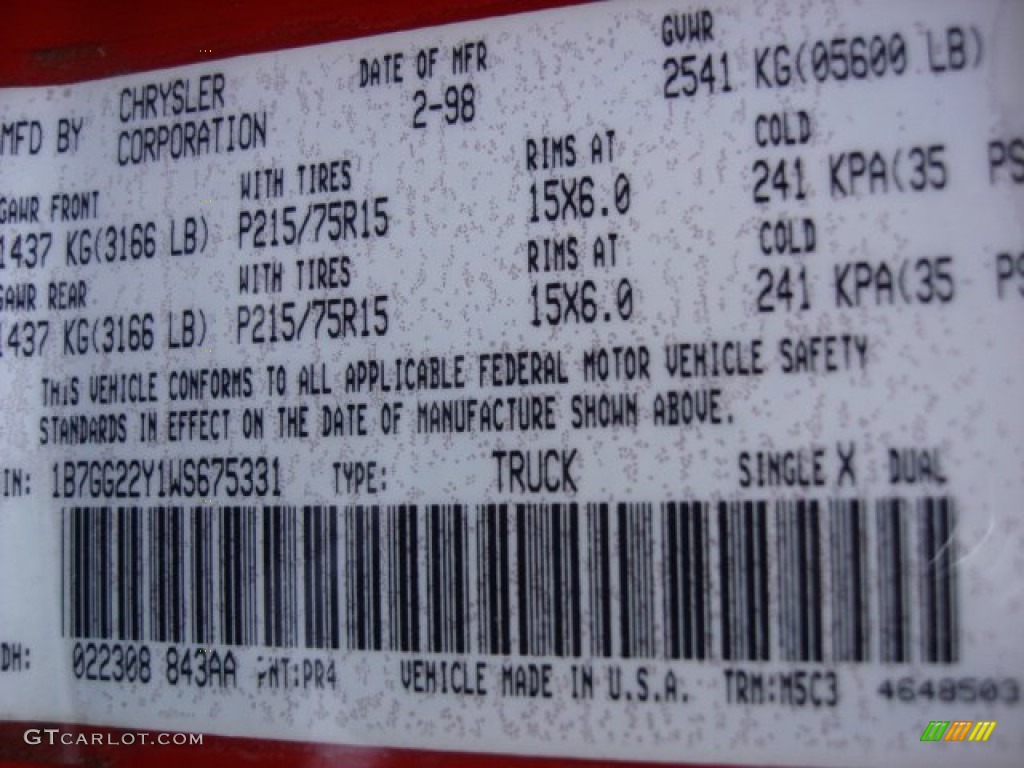 MFD BY CHRYSLER CORPORATION DATE OF MFR 2-98 GVWR 2541 KG(05600 LB)
GAWR FRONT WITH TIRES RIMS AT COLD
1437 KG(3166 LB) P215/75R15 15X6.0 241 KPA(35 PS
GAWR REAR WITH TIRES RIMS AT COLD
1437 KG(3166 LB) P215/75R15 15X6.0 241 KPA(35 PS
THIS VEHICLE CONFORMS TO ALL APPLICABLE FEDERAL MOTOR VEHICLE SAFETY
STANDARDS IN EFFECT ON THE DATE OF MANUFACTURE SHOWN ABOVE.
IN: 1B7GG22Y1WS675331 TYPE: TRUCK SINGLE X DUAL
DH: 022308 843AA PNT:PR4 VEHICLE MADE IN U.S.A. TRM:M5C3 4648503
GTCARLOT.COM